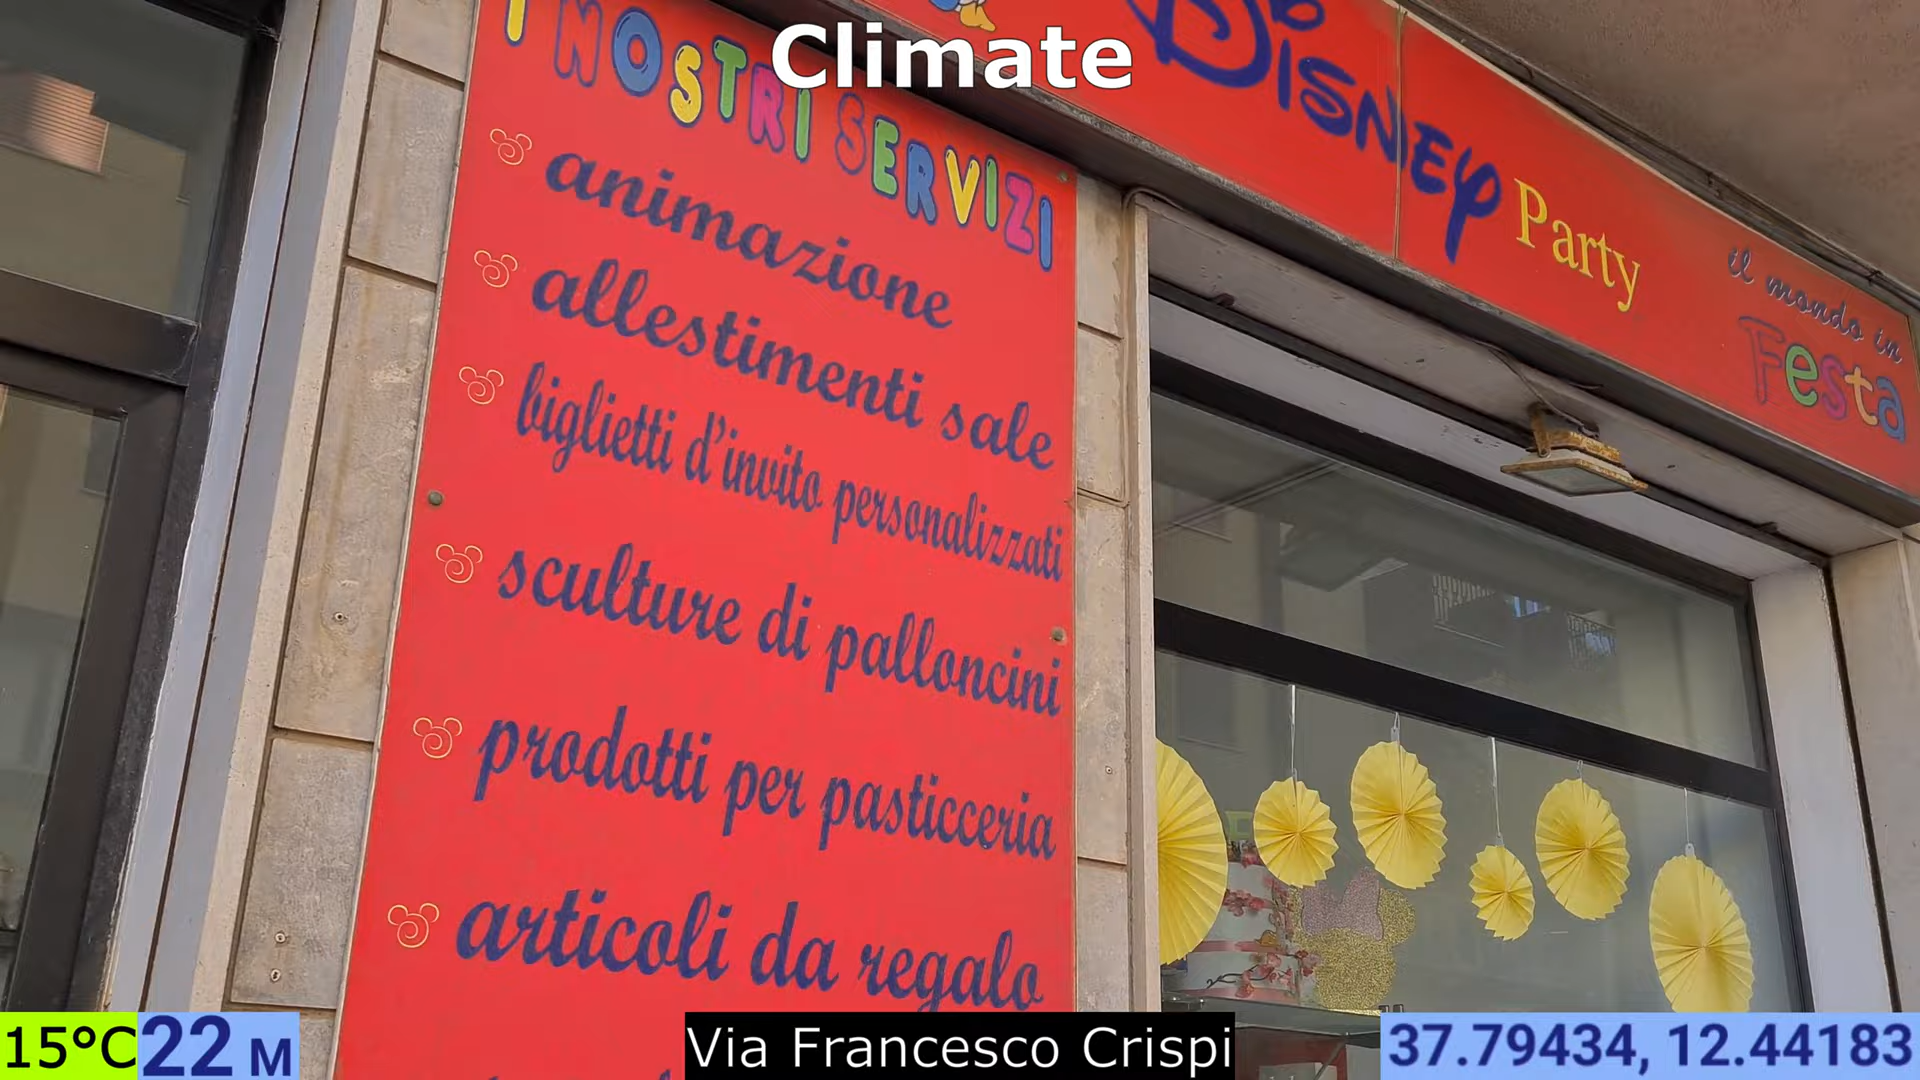 Climate
I NOSTRI SERVIZI
animazione
allestimenti sale
biglietti d'invito personalizzati
sculture di palloncini
prodotti per pasticceria
articoli da regalo
DISNEY Party
il mondo in
Festa
15°C
22 M
Via Francesco Crispi
37.79434, 12.44183